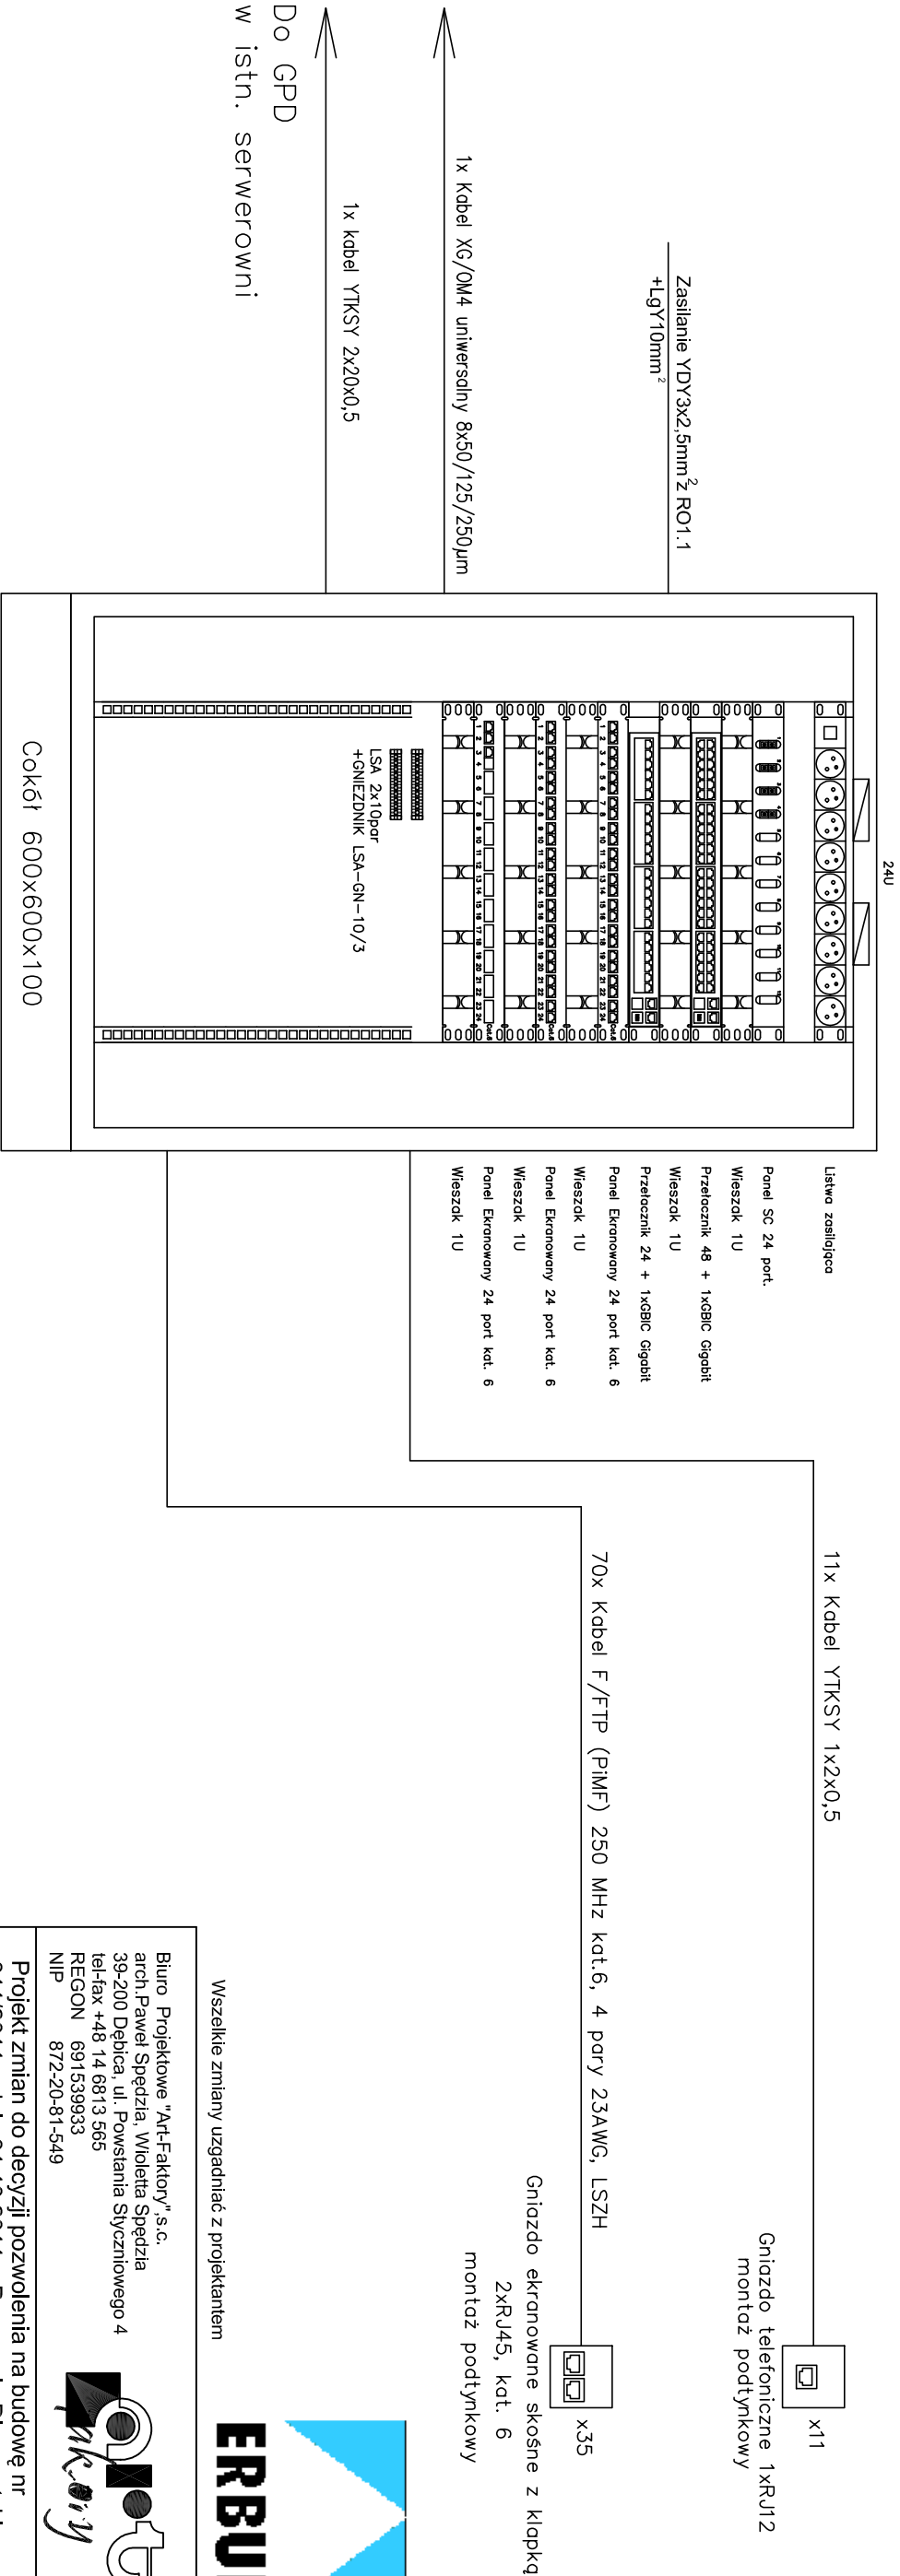 24U
Zasilanie YDY3x2,5mm² z RO1.1
+LgY10mm²
1x Kabel XG/OM4 uniwersalny 8x50/125/250µm
1x kabel YTKSY 2x20x0,5
Do GPD
w istn. serwerowni
LSA 2x10par
+GNIEZDNIK LSA-GN-10/3
Cokół 600x600x100
Listwa zasilająca
Panel SC 24 port.
Wieszak 1U
Przełacznik 48 + 1xGBIC Gigabit
Wieszak 1U
Przełacznik 24 + 1xGBIC Gigabit
Panel Ekranowany 24 port kat. 6
Wieszak 1U
Panel Ekranowany 24 port kat. 6
Wieszak 1U
Panel Ekranowany 24 port kat. 6
Wieszak 1U
11x Kabel YTKSY 1x2x0,5
x11
Gniazdo telefoniczne 1xRJ12
montaż podtynkowy
70x Kabel F/FTP (PiMF) 250 MHz kat.6, 4 pary 23AWG, LSZH
x35
Gniazdo ekranowane skośne z klapką
2xRJ45, kat. 6
montaż podtynkowy
Wszelkie zmiany uzgadniać z projektantem
ERBU
Biuro Projektowe "Art-Faktory",s.c.
arch.Paweł Spędzia, Wioletta Spędzia
39-200 Dębica, ul. Powstania Styczniowego 4
tel-fax +48 14 6813 565
REGON 691539933
NIP 872-20-81-549
Projekt zmian do decyzji pozwolenia na budowę nr